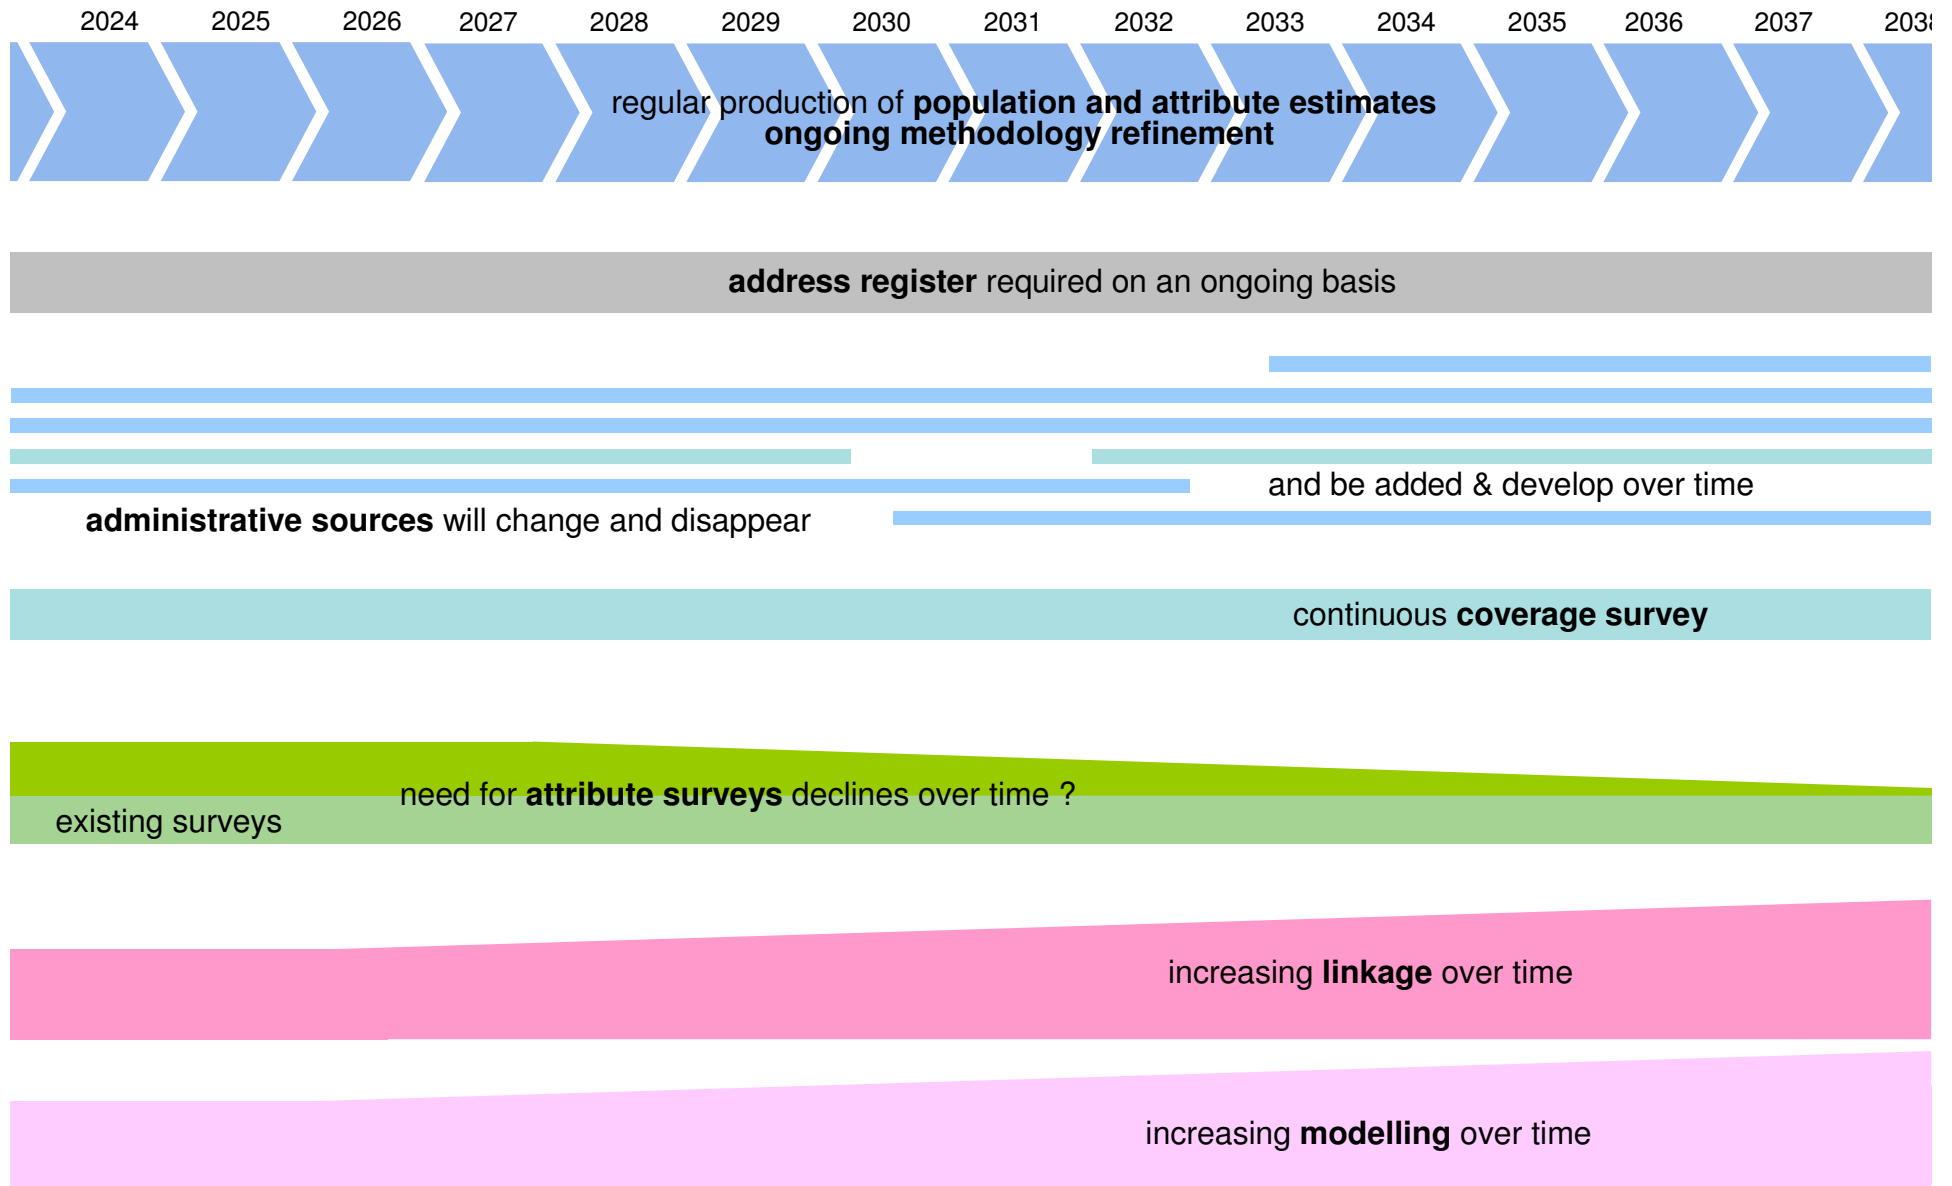 2024 2025 2026 2027 2028 2029 2030 2031 2032 2033 2034 2035 2036 2037 2038
regular production of population and attribute estimates
ongoing methodology refinement
address register required on an ongoing basis
and be added & develop over time
administrative sources will change and disappear
continuous coverage survey
need for attribute surveys declines over time ?
existing surveys
increasing linkage over time
increasing modelling over time